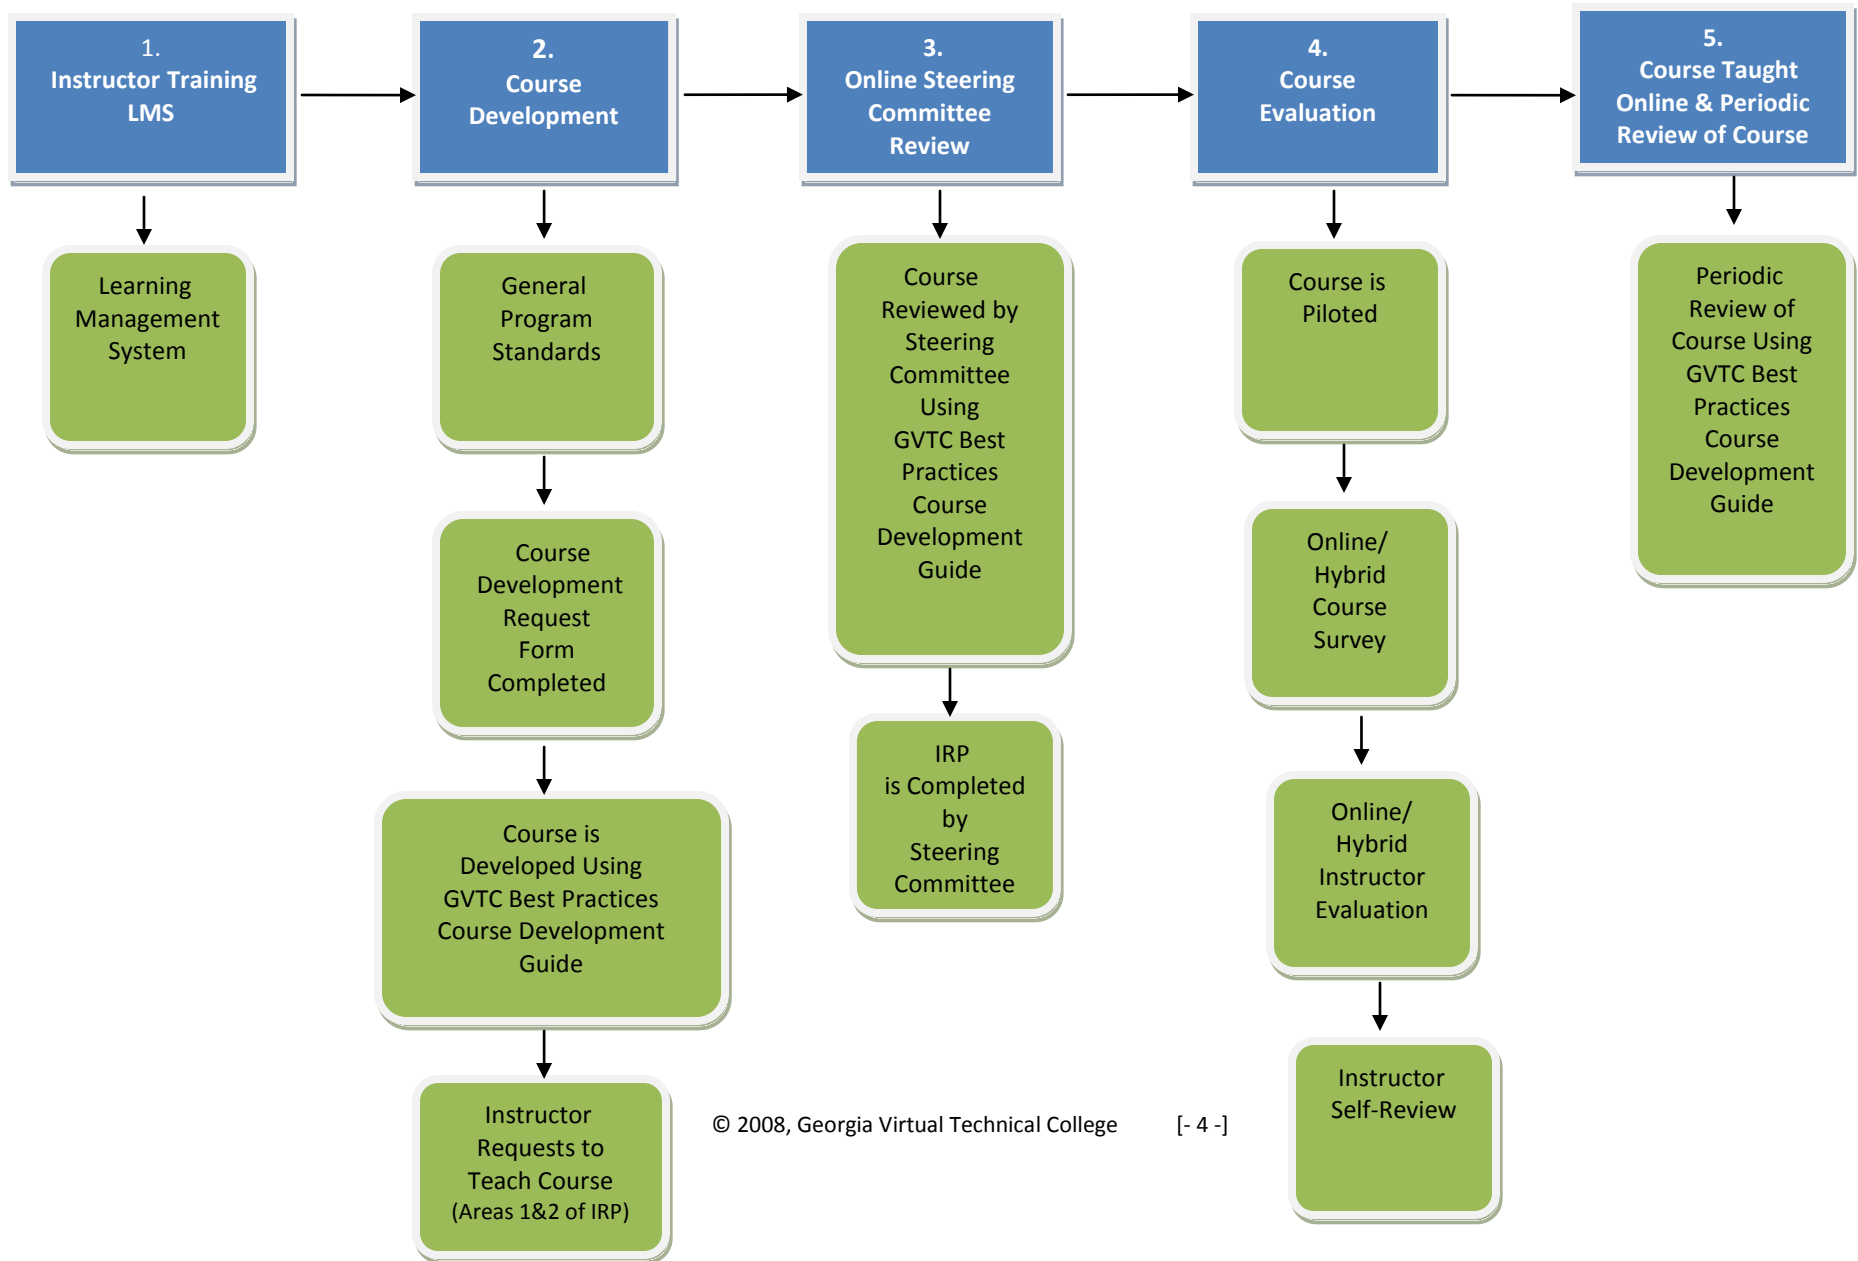 1.
Instructor Training
LMS
2.
Course
Development
3.
Online Steering
Committee
Review
4.
Course
Evaluation
5.
Course Taught
Online & Periodic
Review of Course
Learning
Management
System
General
Program
Standards
Course
Development
Request
Form
Completed
Course is
Developed Using
GVTC Best Practices
Course Development
Guide
Instructor
Requests to
Teach Course
(Areas 1&2 of IRP)
Course
Reviewed by
Steering
Committee
Using
GVTC Best
Practices
Course
Development
Guide
IRP
is Completed
by
Steering
Committee
Course is
Piloted
Online/
Hybrid
Course
Survey
Online/
Hybrid
Instructor
Evaluation
Instructor
Self-Review
Periodic
Review of
Course Using
GVTC Best
Practices
Course
Development
Guide
© 2008, Georgia Virtual Technical College [- 4 -]